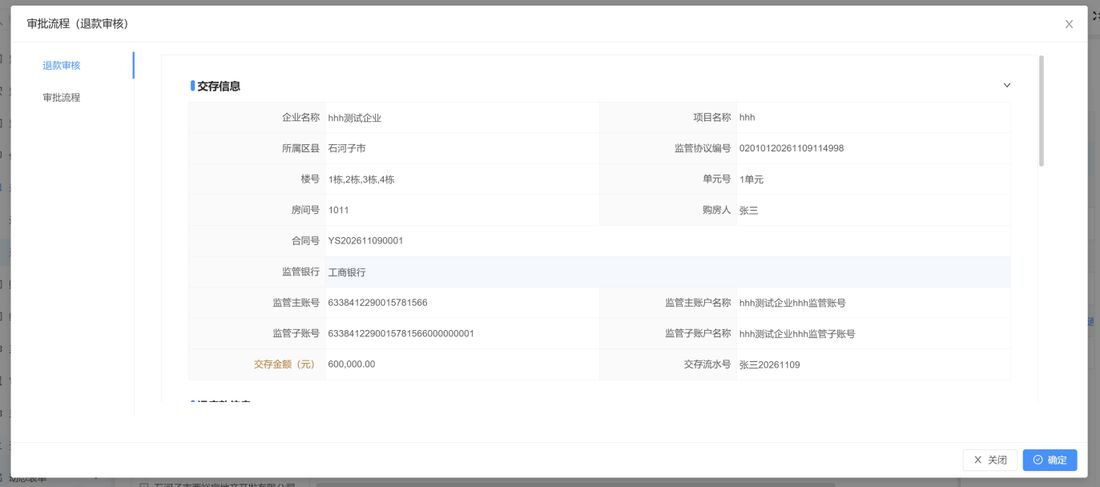 审批流程（退款审核）
退款审核
审批流程
交存信息
企业名称 hhh测试企业 项目名称 hhh
所属区县 石河子市 监管协议编号 02010120261109114998
楼号 1栋,2栋,3栋,4栋 单元号 1单元
房间号 1011 购房人 张三
合同号 YS202611090001
监管银行 工商银行
监管主账号 6338412290015781566 监管主账户名称 hhh测试企业hhh监管账号
监管子账号 6338412290015781566000000001 监管子账户名称 hhh测试企业hhh监管子账号
交存金额（元） 600,000.00 交存流水号 张三20261109
关闭 确定